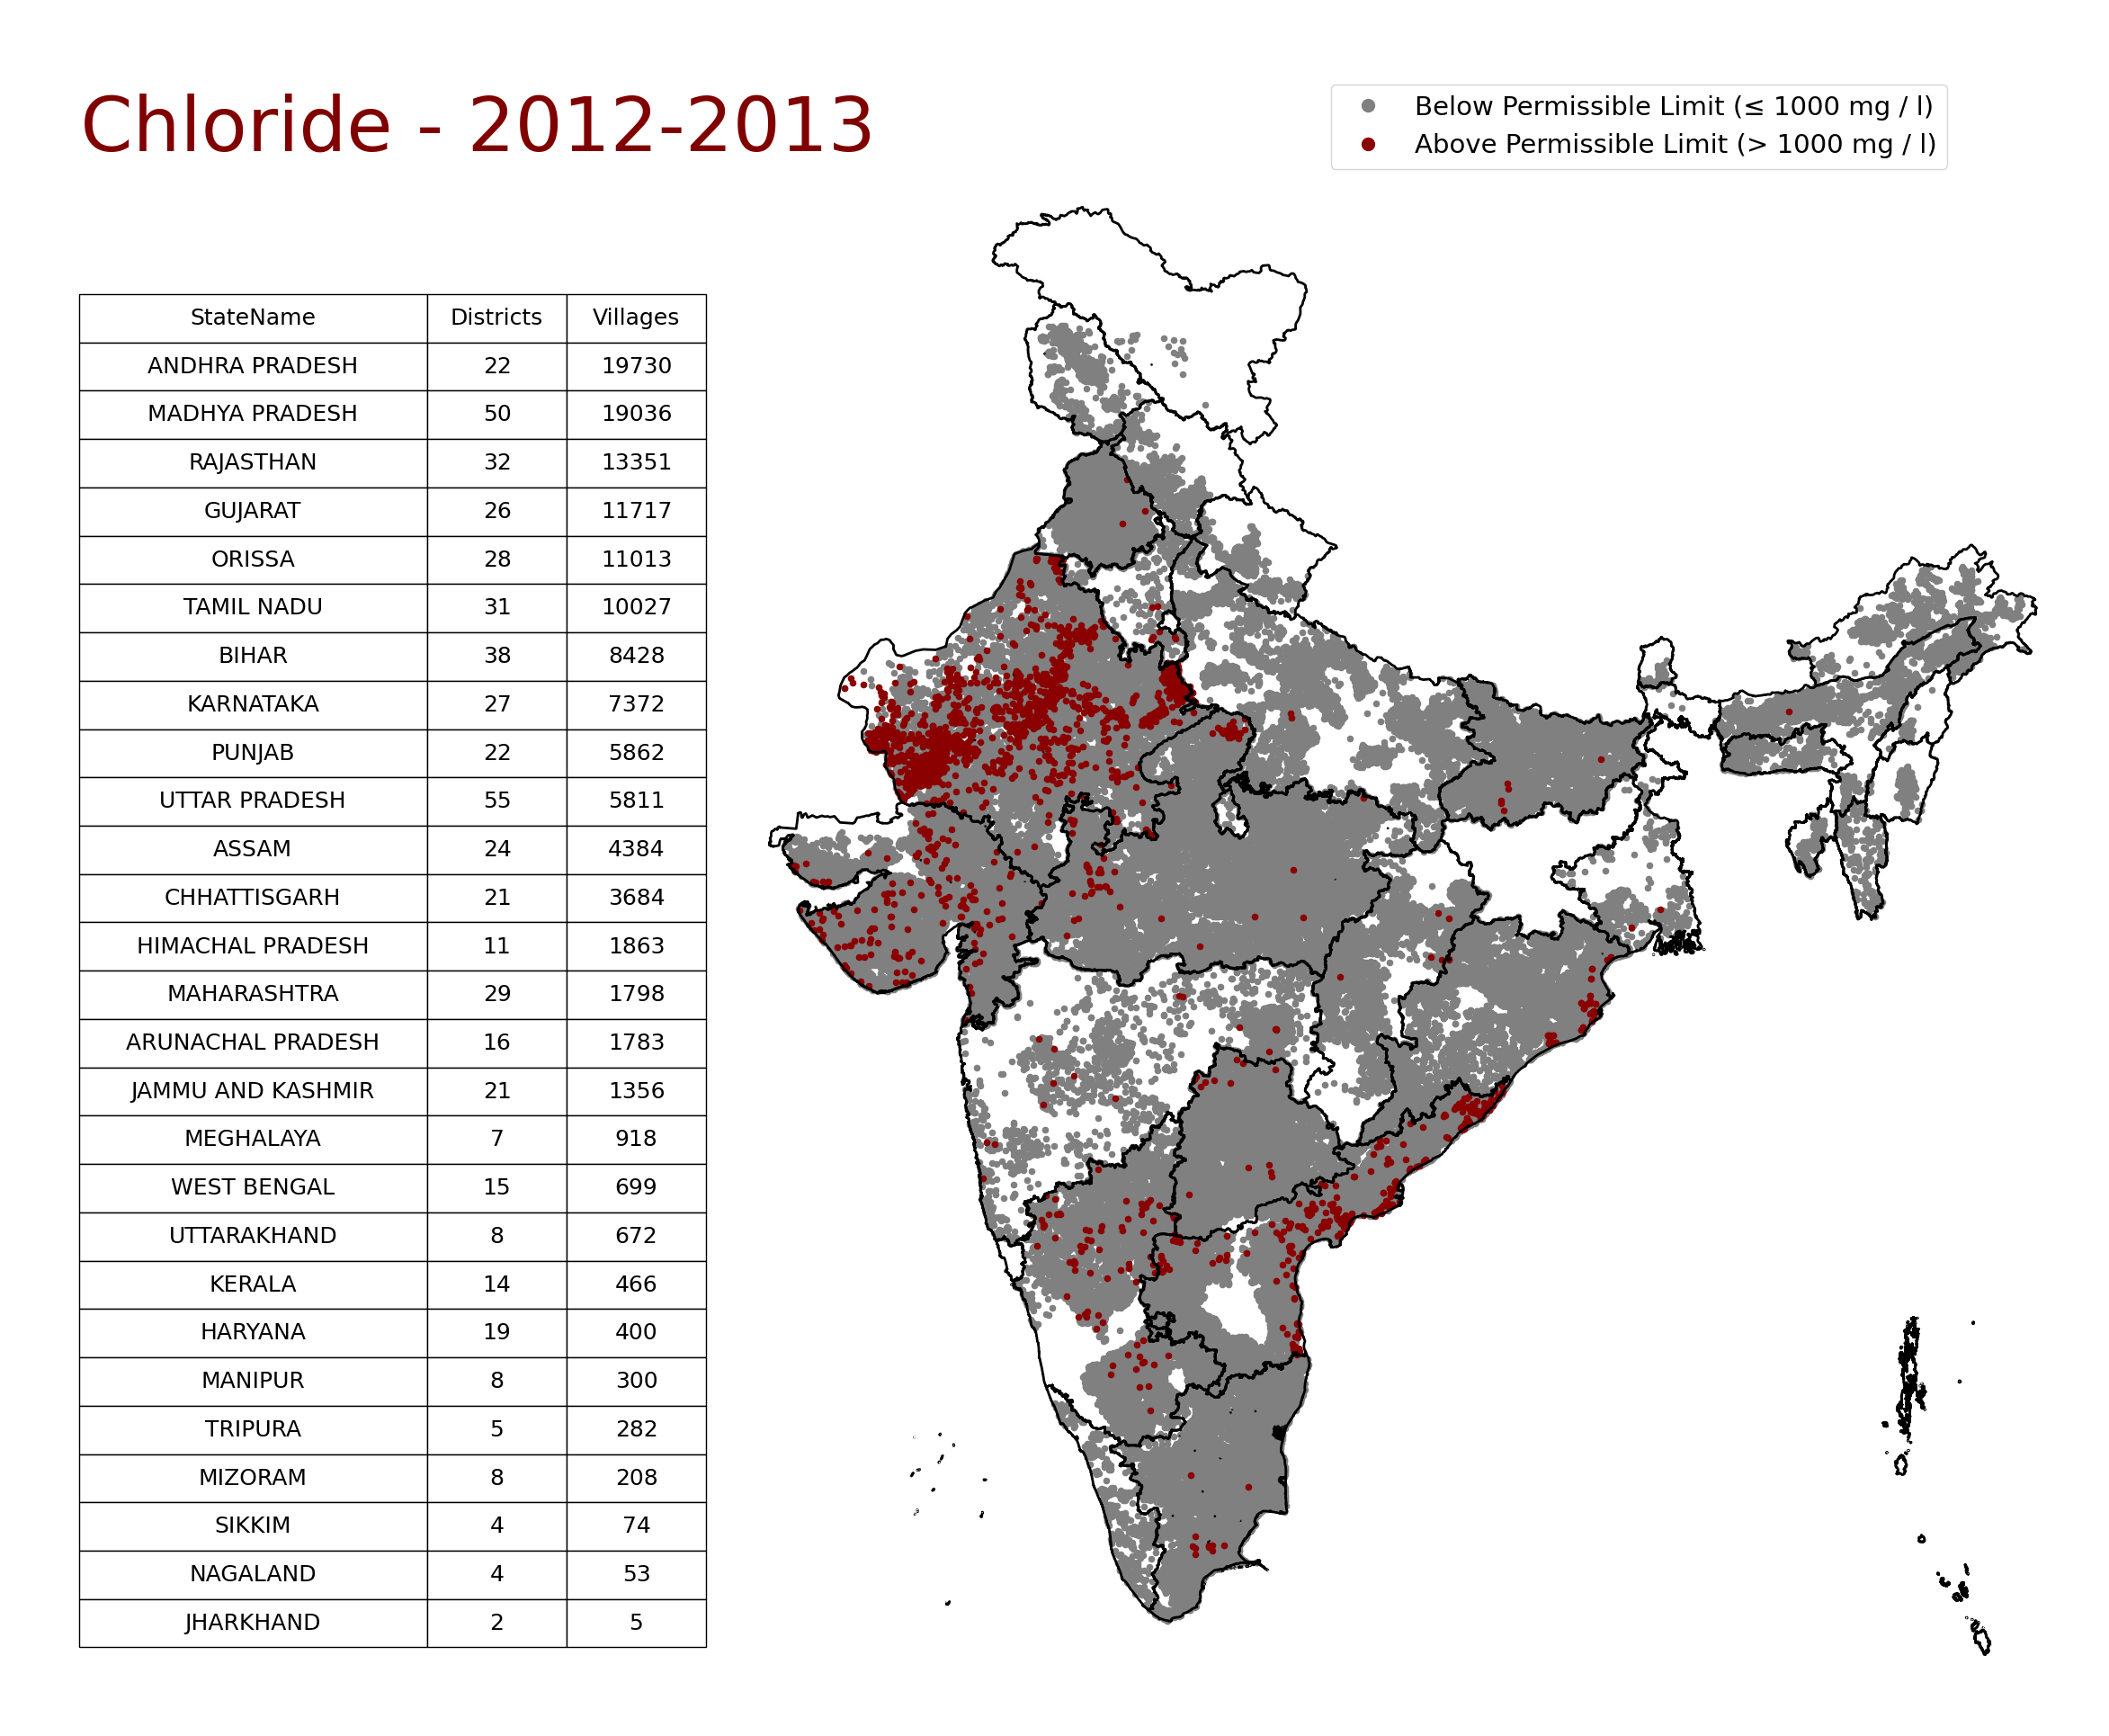 Chloride - 2012-2013
Below Permissible Limit (≤ 1000 mg / l)
Above Permissible Limit (> 1000 mg / l)
StateName Districts Villages
ANDHRA PRADESH 22 19730
MADHYA PRADESH 50 19036
RAJASTHAN 32 13351
GUJARAT 26 11717
ORISSA 28 11013
TAMIL NADU 31 10027
BIHAR 38 8428
KARNATAKA 27 7372
PUNJAB 22 5862
UTTAR PRADESH 55 5811
ASSAM 24 4384
CHHATTISGARH 21 3684
HIMACHAL PRADESH 11 1863
MAHARASHTRA 29 1798
ARUNACHAL PRADESH 16 1783
JAMMU AND KASHMIR 21 1356
MEGHALAYA 7 918
WEST BENGAL 15 699
UTTARAKHAND 8 672
KERALA 14 466
HARYANA 19 400
MANIPUR 8 300
TRIPURA 5 282
MIZORAM 8 208
SIKKIM 4 74
NAGALAND 4 53
JHARKHAND 2 5